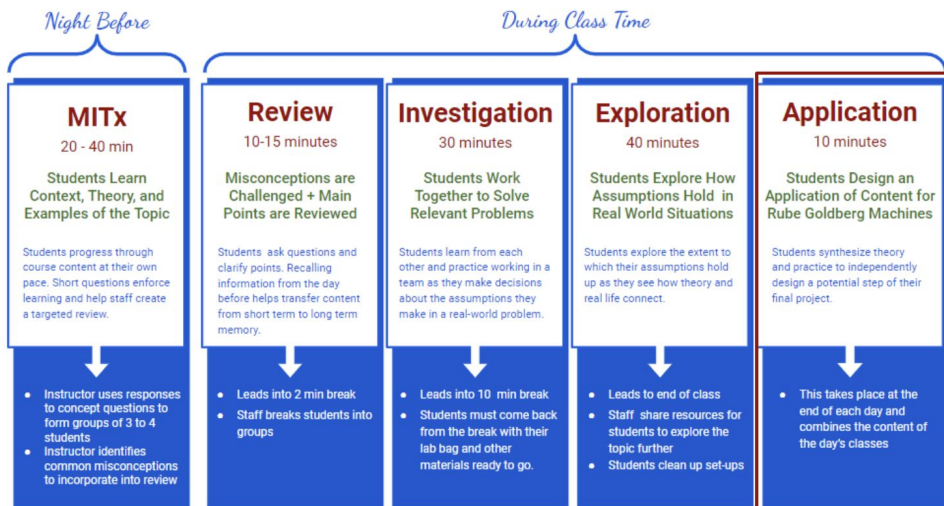 Night Before
During Class Time
MITx
20 - 40 min
Students Learn
Context, Theory, and
Examples of the Topic
Students progress through
course content at their own
pace. Short questions enforce
learning and help staff create
a targeted review.
Instructor uses responses
to concept questions to
form groups of 3 to 4
students
Instructor identifies
common misconceptions
to incorporate into review
Review
10-15 minutes
Misconceptions are
Challenged + Main
Points are Reviewed
Students ask questions and
clarify points. Recalling
information from the day
before helps transfer content
from short term to long term
memory.
Leads into 2 min break
Staff breaks students into
groups
Investigation
30 minutes
Students Work
Together to Solve
Relevant Problems
Students learn from each
other and practice working in a
team as they make decisions
about the assumptions they
make in a real-world problem.
Leads into 10 min break
Students must come back
from the break with their
lab bag and other
materials ready to go.
Exploration
40 minutes
Students Explore How
Assumptions Hold in
Real World Situations
Students explore the extent to
which their assumptions hold
up as they see how theory and
real life connect.
Leads to end of class
Staff share resources for
students to explore the
topic further
Students clean up set-ups
Application
10 minutes
Students Design an
Application of Content for
Rube Goldberg Machines
Students synthesize theory
and practice to independently
design a potential step of their
final project.
This takes place at the
end of each day and
combines the content of
the day's classes